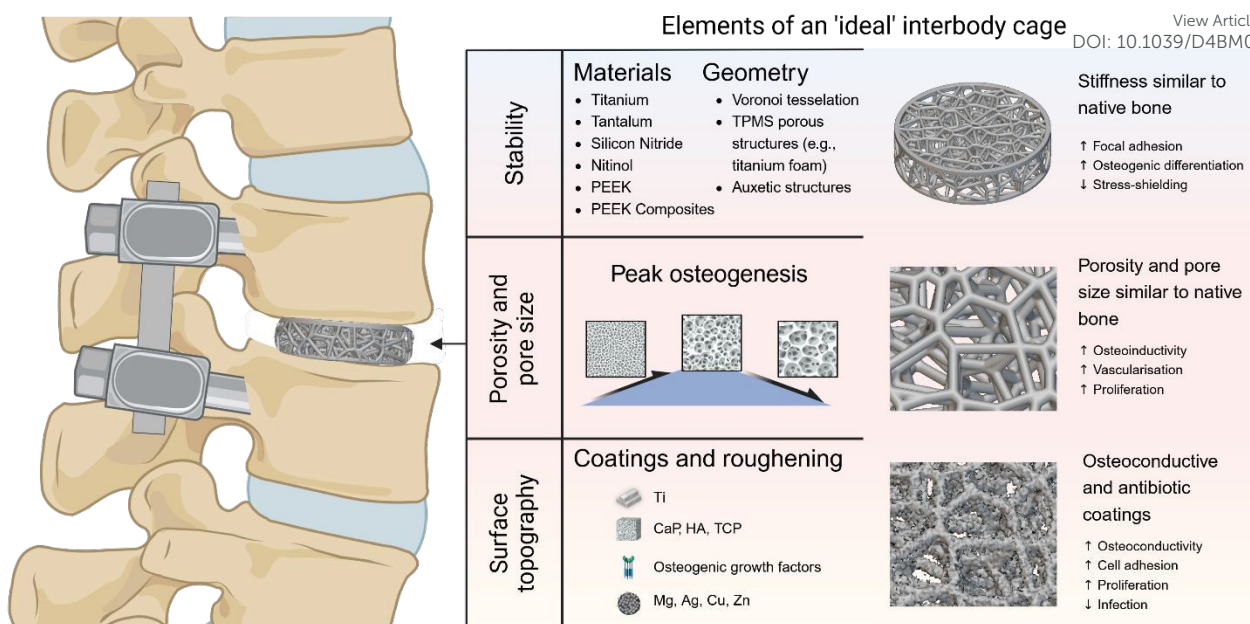 Elements of an 'ideal' interbody cage
View Articl
DOI: 10.1039/D4BM0
Stability
Materials
• Titanium
• Tantalum
• Silicon Nitride
• Nitinol
• PEEK
• PEEK Composites
Geometry
• Voronoi tesselation
• TPMS porous
structures (e.g.,
titanium foam)
• Auxetic structures
Stiffness similar to
native bone
↑ Focal adhesion
↑ Osteogenic differentiation
↓ Stress-shielding
Porosity and
pore size
Peak osteogenesis
Porosity and pore
size similar to native
bone
↑ Osteoinductivity
↑ Vascularisation
↑ Proliferation
Surface
topography
Coatings and roughening
Ti
CaP, HA, TCP
Osteogenic growth factors
Mg, Ag, Cu, Zn
Osteoconductive
and antibiotic
coatings
↑ Osteoconductivity
↑ Cell adhesion
↑ Proliferation
↓ Infection